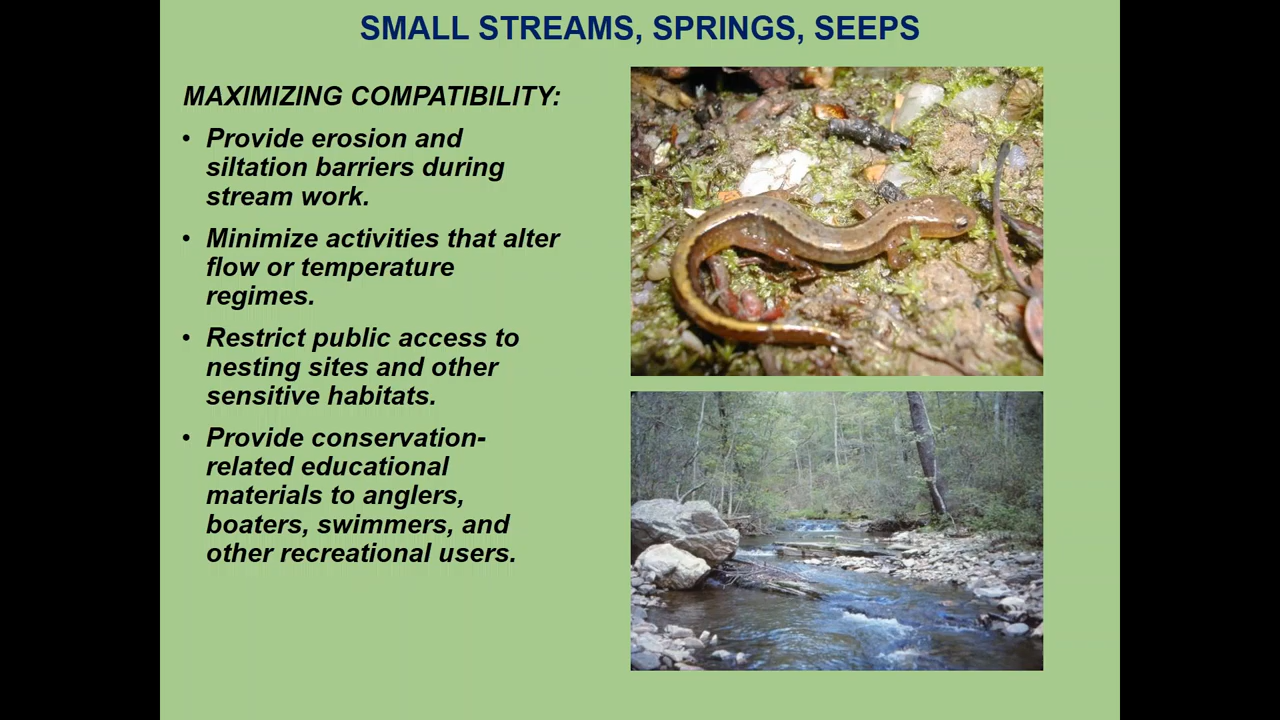 SMALL STREAMS, SPRINGS, SEEPS
MAXIMIZING COMPATIBILITY:
• Provide erosion and
siltation barriers during
stream work.
• Minimize activities that alter
flow or temperature
regimes.
• Restrict public access to
nesting sites and other
sensitive habitats.
• Provide conservation-
related educational
materials to anglers,
boaters, swimmers, and
other recreational users.